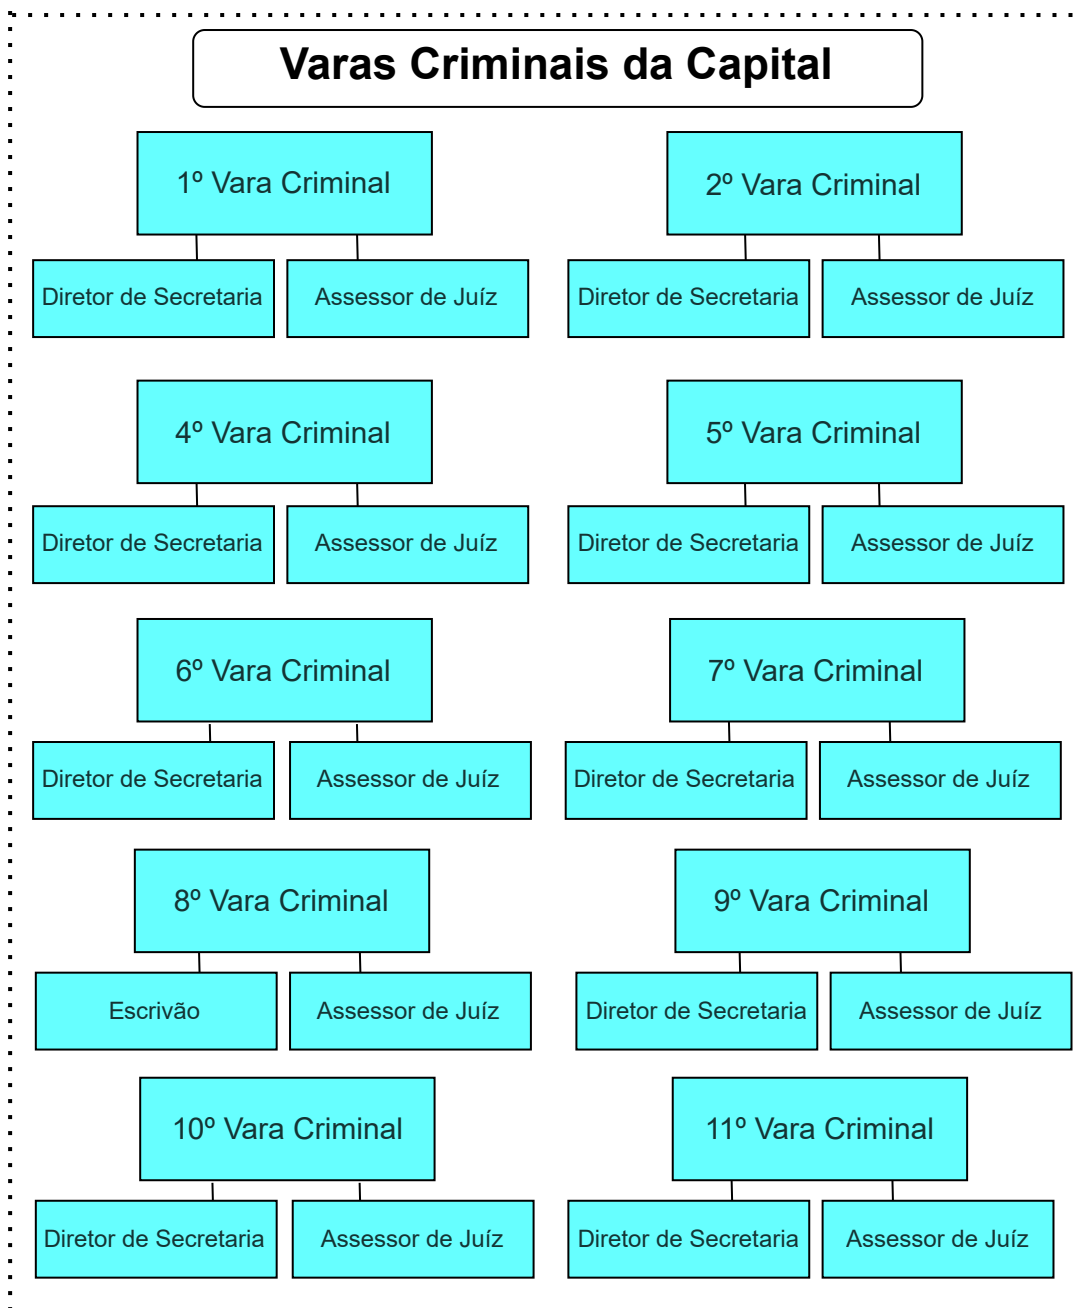 Varas Criminais da Capital
1º Vara Criminal
2º Vara Criminal
Diretor de Secretaria
Assessor de Juíz
Diretor de Secretaria
Assessor de Juíz
4º Vara Criminal
5º Vara Criminal
Diretor de Secretaria
Assessor de Juíz
Diretor de Secretaria
Assessor de Juíz
6º Vara Criminal
7º Vara Criminal
Diretor de Secretaria
Assessor de Juíz
Diretor de Secretaria
Assessor de Juíz
8º Vara Criminal
9º Vara Criminal
Escrivão
Assessor de Juíz
Diretor de Secretaria
Assessor de Juíz
10º Vara Criminal
11º Vara Criminal
Diretor de Secretaria
Assessor de Juíz
Diretor de Secretaria
Assessor de Juíz